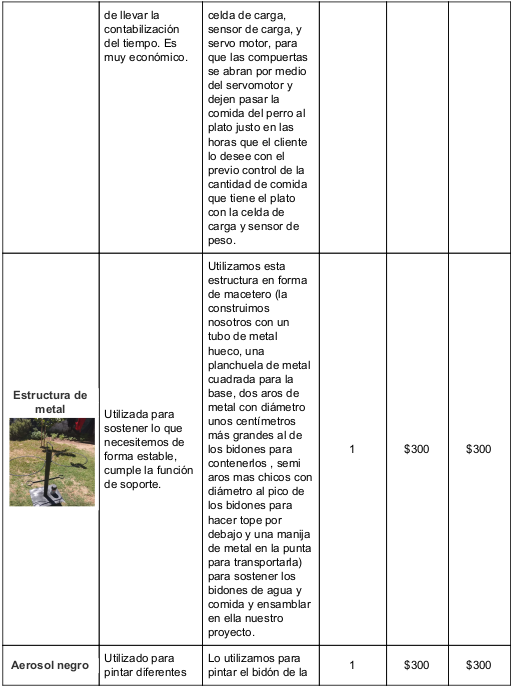 de llevar la
contabilización
del tiempo. Es
muy económico.
celda de carga,
sensor de carga, y
servo motor, para
que las compuertas
se abran por medio
del servomotor y
dejen pasar la
comida del perro al
plato justo en las
horas que el cliente
lo desee con el
previo control de la
cantidad de comida
que tiene el plato
con la celda de
carga y sensor de
peso.
Estructura de
metal
Utilizada para
sostener lo que
necesitemos de
forma estable,
cumple la función
de soporte.
Utilizamos esta
estructura en forma
de macetero (la
construimos
nosotros con un
tubo de metal
hueco, una
planchuela de metal
cuadrada para la
base, dos aros de
metal con diámetro
unos centímetros
más grandes al de
los bidones para
contenerlos , semi
aros mas chicos con
diámetro al pico de
los bidones para
hacer tope por
debajo y una manija
de metal en la punta
para transportarla)
para sostener los
bidones de agua y
comida y ensamblar
en ella nuestro
proyecto.
1
$300
$300
Aerosol negro
Utilizado para
pintar diferentes
Lo utilizamos para
pintar el bidón de la
1
$300
$300